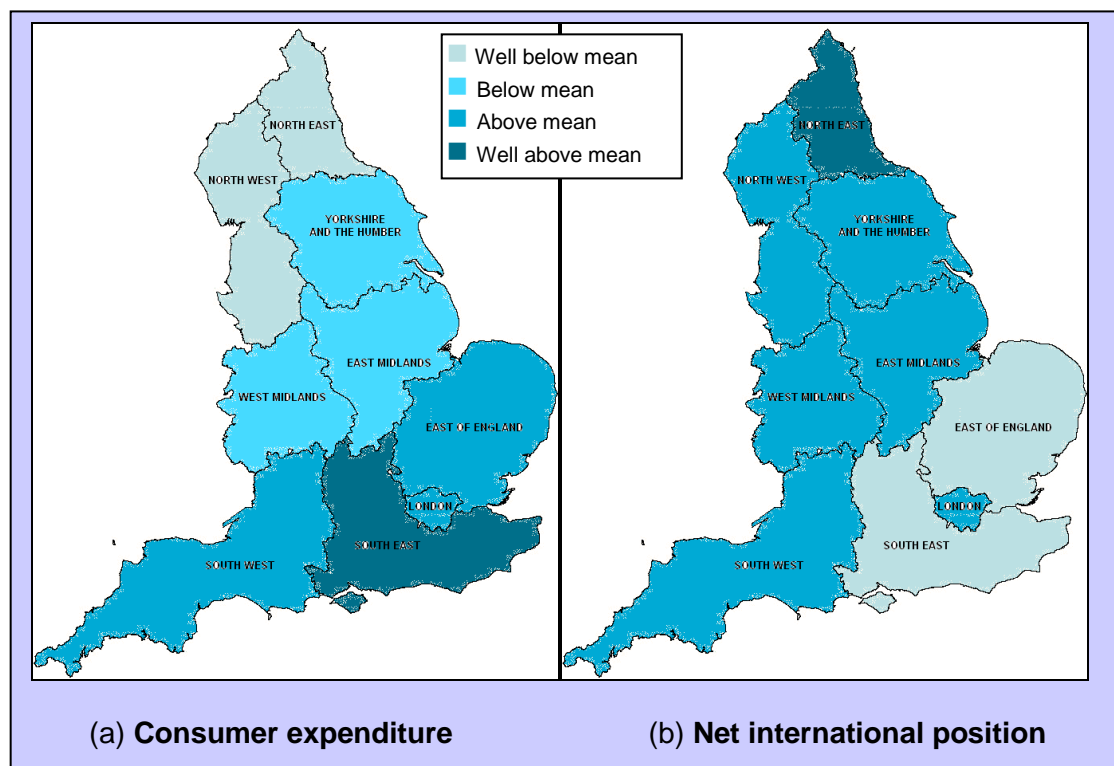 Well below mean
Below mean
Above mean
Well above mean
NORTH EAST
NORTH WEST
YORKSHIRE
AND THE HUMBER
EAST MIDLANDS
WEST MIDLANDS
EAST OF ENGLAND
LONDON
SOUTH EAST
SOUTH WEST
NORTH EAST
NORTH WEST
YORKSHIRE
AND THE HUMBER
EAST MIDLANDS
WEST MIDLANDS
EAST OF ENGLAND
LONDON
SOUTH EAST
SOUTH WEST
(a) Consumer expenditure
(b) Net international position